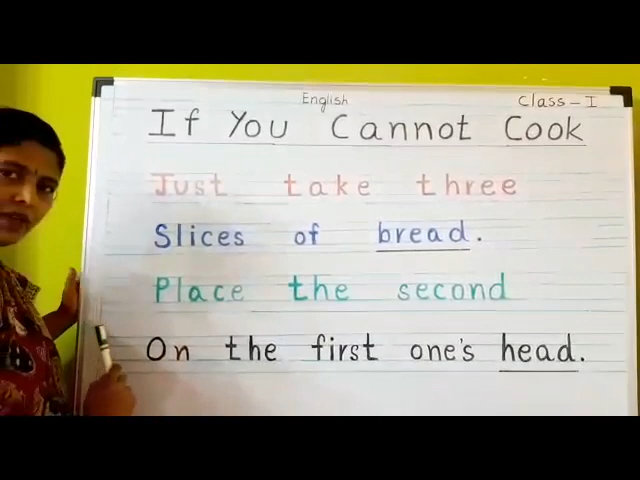 English
Class - I
If You Cannot Cook
Just take three
Slices of bread.
Place the second
On the first one's head.